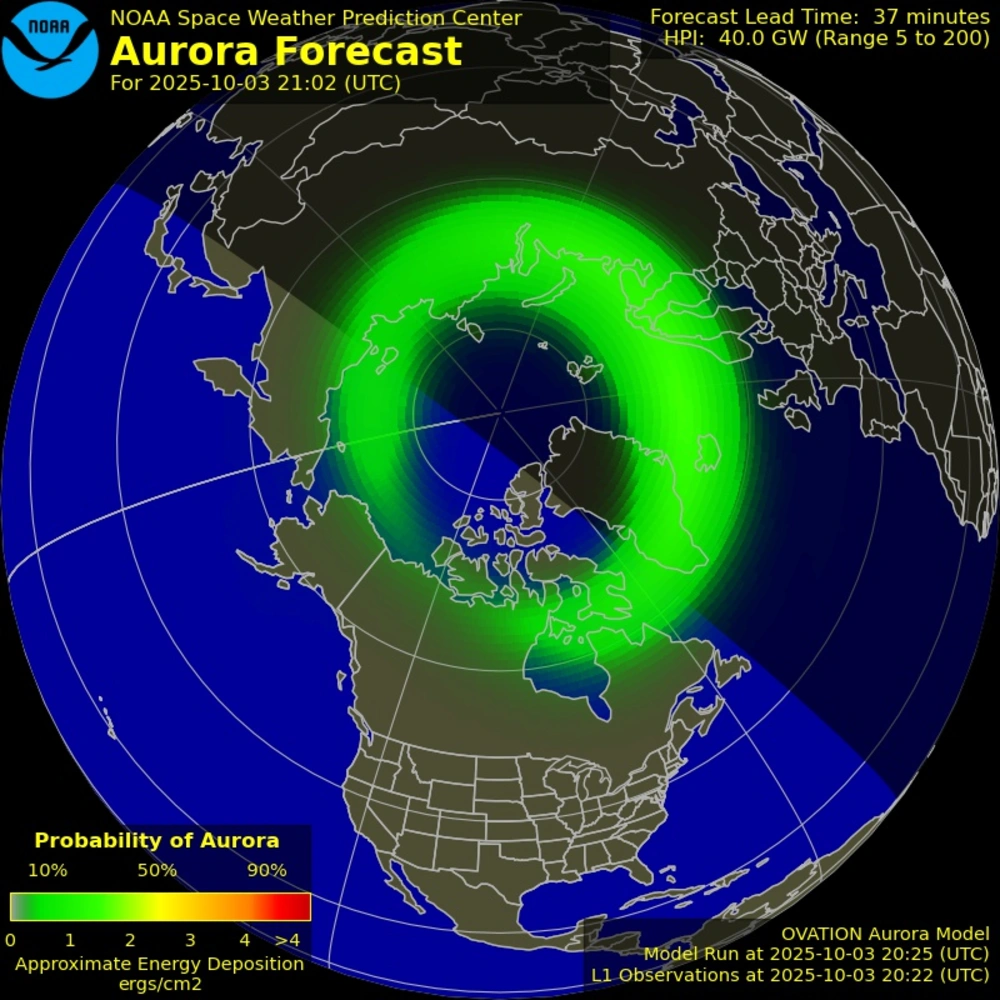 NOAA
NOAA Space Weather Prediction Center
Aurora Forecast
For 2025-10-03 21:02 (UTC)
Forecast Lead Time: 37 minutes
HPI: 40.0 GW (Range 5 to 200)
Probability of Aurora
10% 50% 90%
0 1 2 3 4 >4
Approximate Energy Deposition
ergs/cm2
OVATION Aurora Model
Model Run at 2025-10-03 20:25 (UTC)
L1 Observations at 2025-10-03 20:22 (UTC)